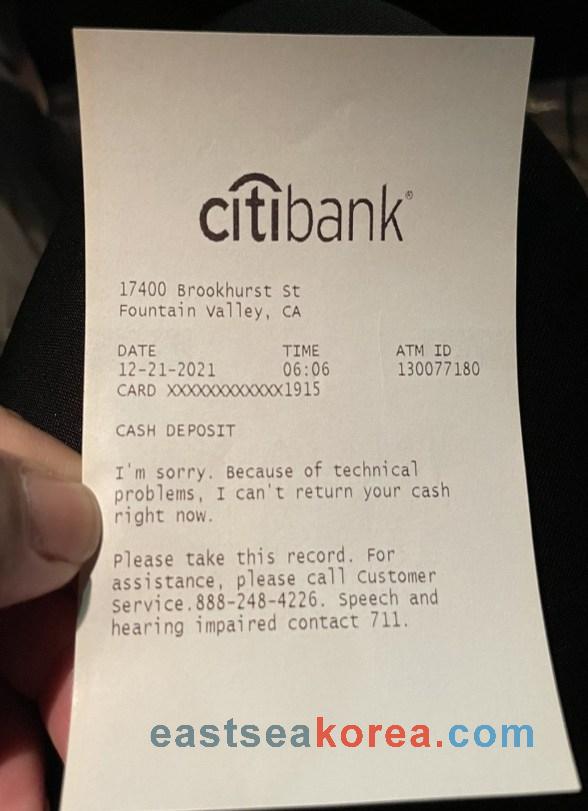 citibank®
17400 Brookhurst St
Fountain Valley, CA
DATE TIME ATM ID
12-21-2021 06:06 130077180
CARD XXXXXXXXXXXX1915
CASH DEPOSIT
I'm sorry. Because of technical
problems, I can't return your cash
right now.
Please take this record. For
assistance, please call Customer
Service.888-248-4226. Speech and
hearing impaired contact 711.
eastseakorea.com